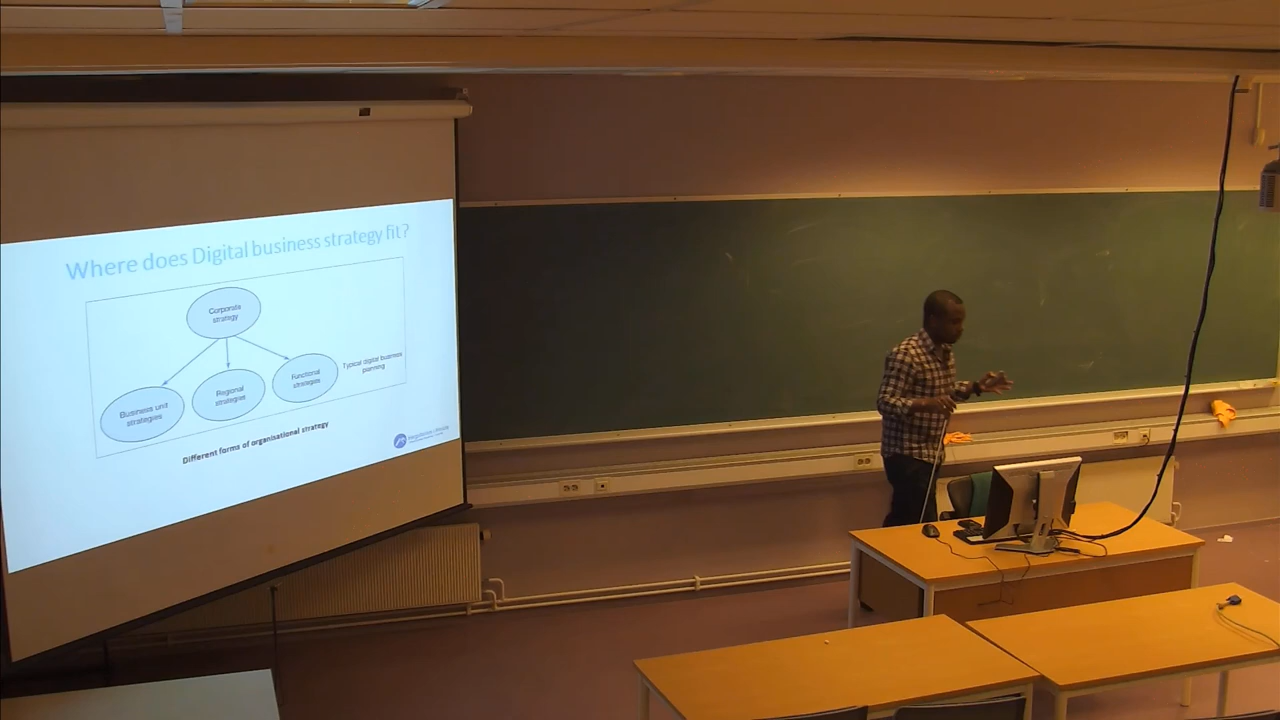 Where does Digital business strategy fit?
Corporate
strategy
Business unit
strategies
Regional
strategies
Functional
strategies
Typical digital business
planning
Different forms of organisational strategy